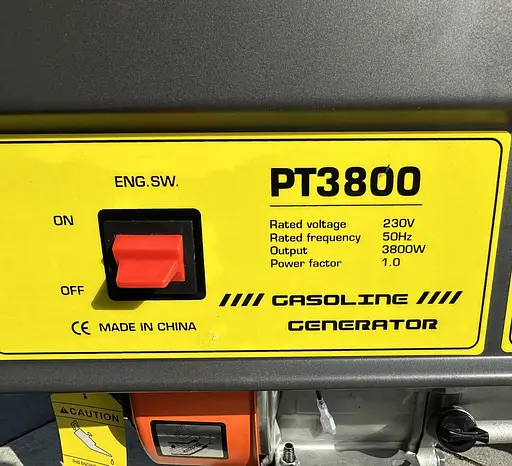 ENG.SW.
ON
OFF
CE MADE IN CHINA
PT3800
Rated voltage 230V
Rated frequency 50Hz
Output 3800W
Power factor 1.0
//// GASOLINE ////
GENERATOR
CAUTION